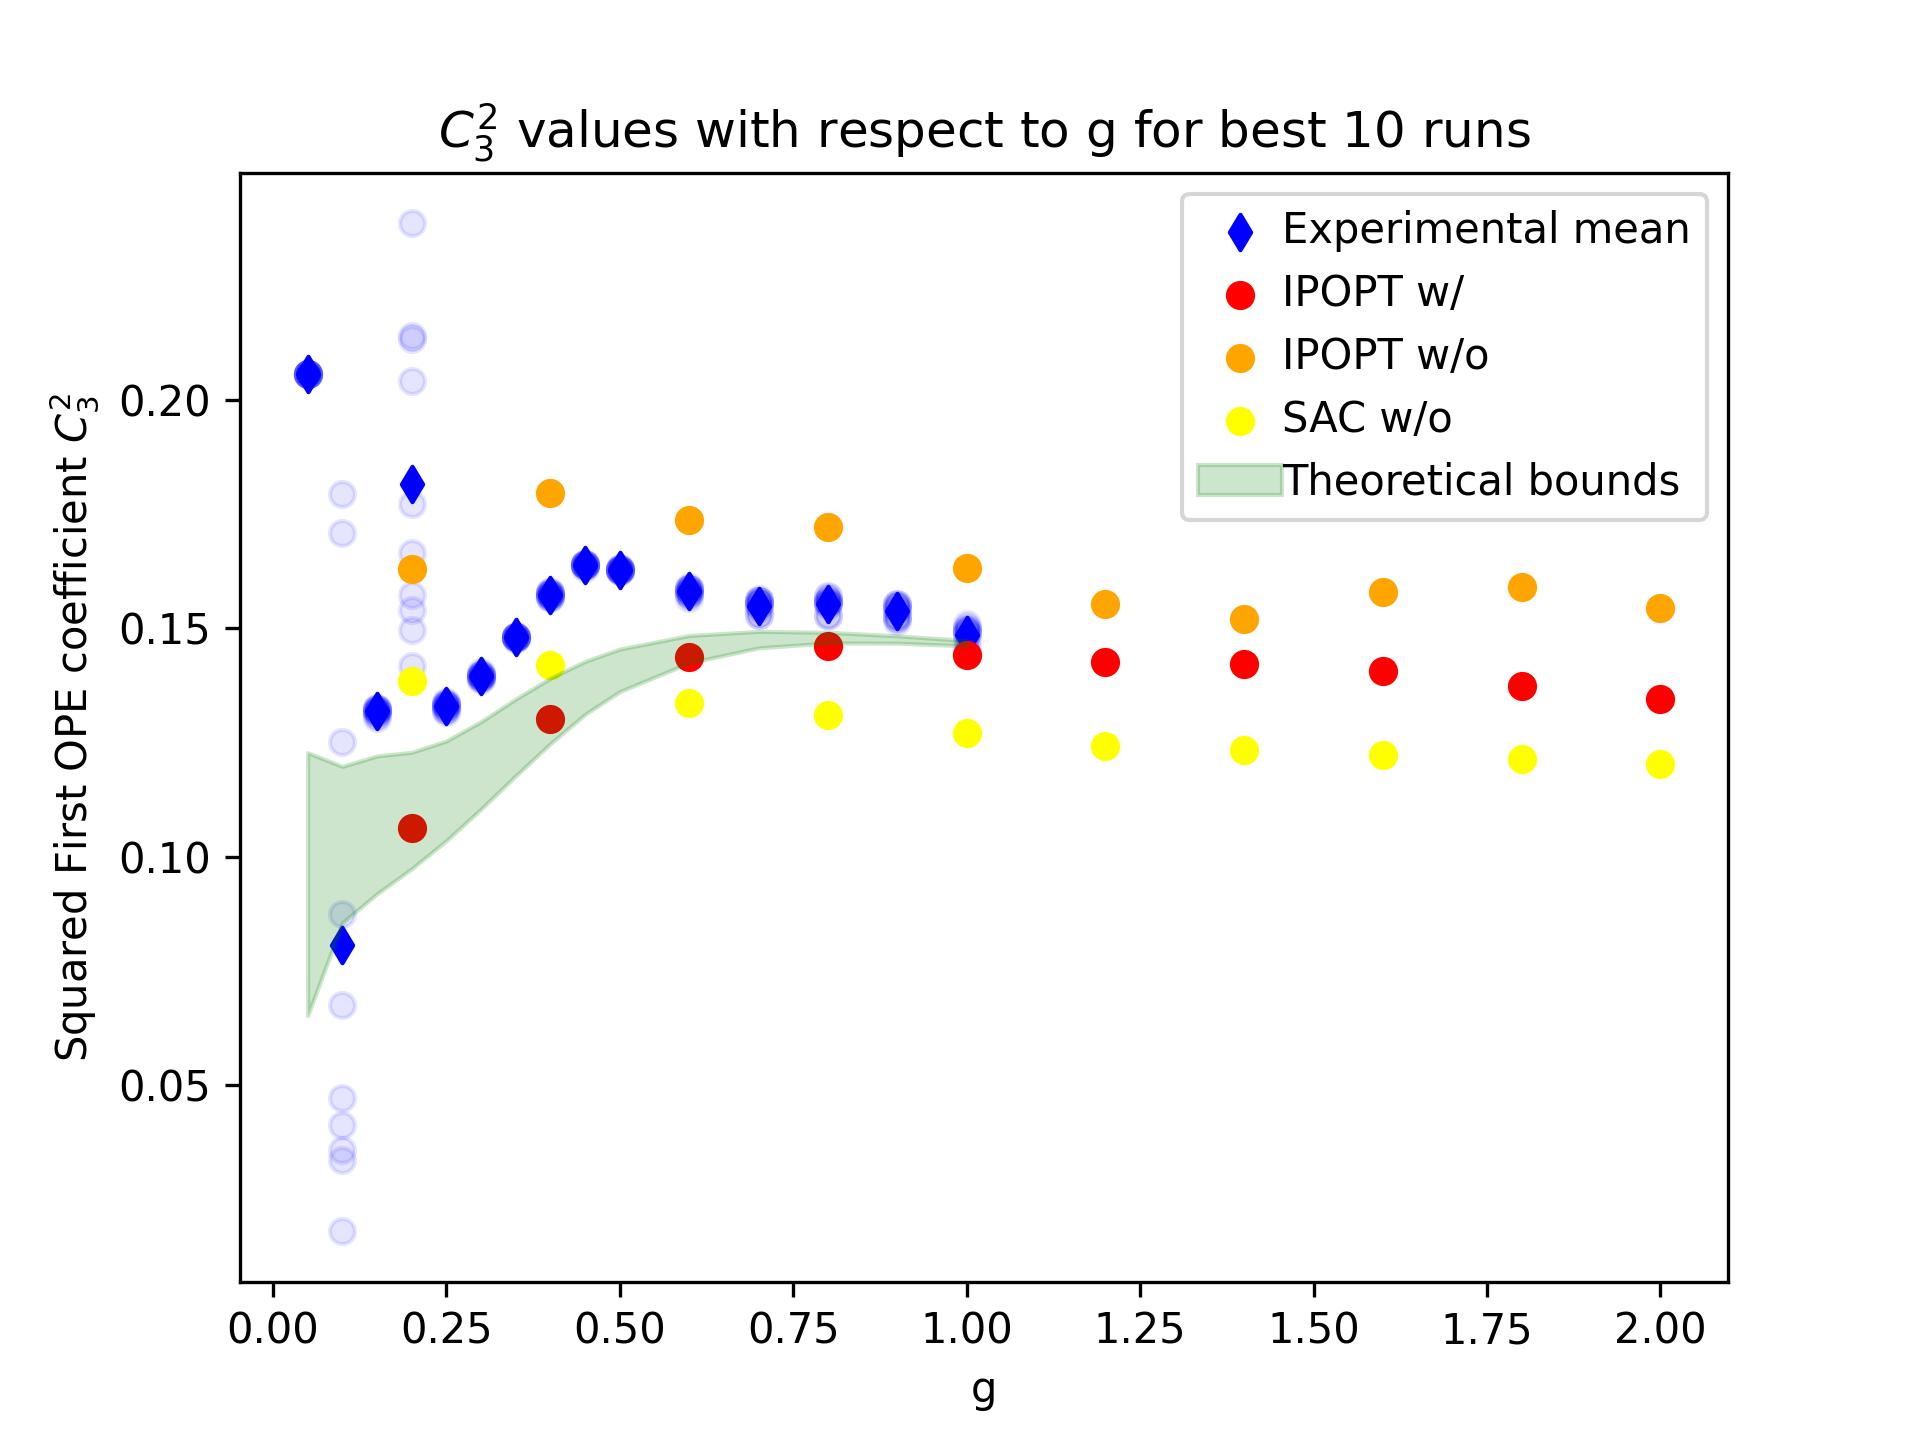 $C_3^2$ values with respect to g for best 10 runs
Experimental mean
IPOPT w/
IPOPT w/o
SAC w/o
Theoretical bounds
Squared First OPE coefficient $C_3^2$
0.20
0.15
0.10
0.05
0.00 0.25 0.50 0.75 1.00 1.25 1.50 1.75 2.00
g